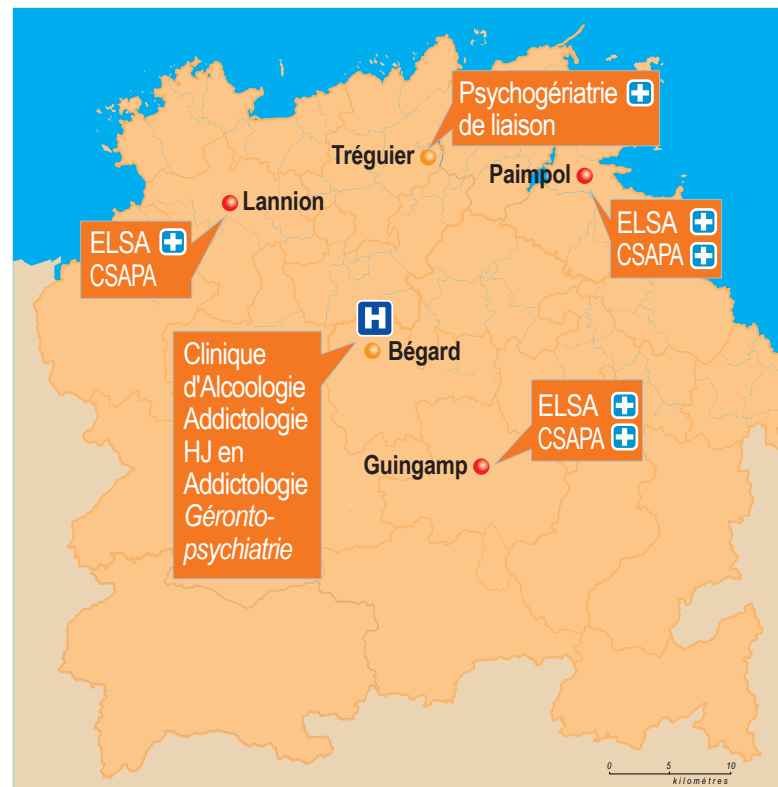 Psychogériatrie
de liaison
Tréguier
Paimpol
Lannion
ELSA
CSAPA
ELSA
CSAPA
H
Bégard
Clinique
d'Alcoologie
Addictologie
HJ en
Addictologie
Géronto-
psychiatrie
ELSA
CSAPA
Guingamp
0 5 10
kilomètres